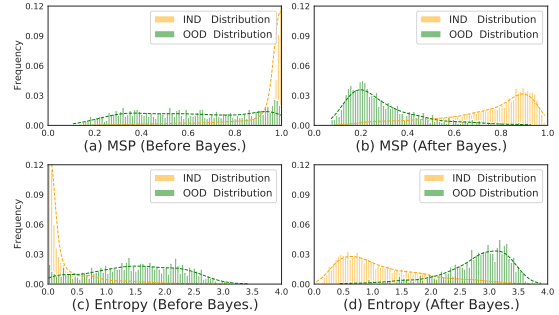 0.12
0.09
0.06
0.03
0.00
Frequency
0.0 0.2 0.4 0.6 0.8 1.0
IND Distribution
OOD Distribution
(a) MSP (Before Bayes.)
0.12
0.09
0.06
0.03
0.00
0.0 0.2 0.4 0.6 0.8 1.0
IND Distribution
OOD Distribution
(b) MSP (After Bayes.)
0.12
0.09
0.06
0.03
0.00
Frequency
0.0 0.5 1.0 1.5 2.0 2.5 3.0 3.5 4.0
IND Distribution
OOD Distribution
(c) Entropy (Before Bayes.)
0.12
0.09
0.06
0.03
0.00
0.0 0.5 1.0 1.5 2.0 2.5 3.0 3.5 4.0
IND Distribution
OOD Distribution
(d) Entropy (After Bayes.)